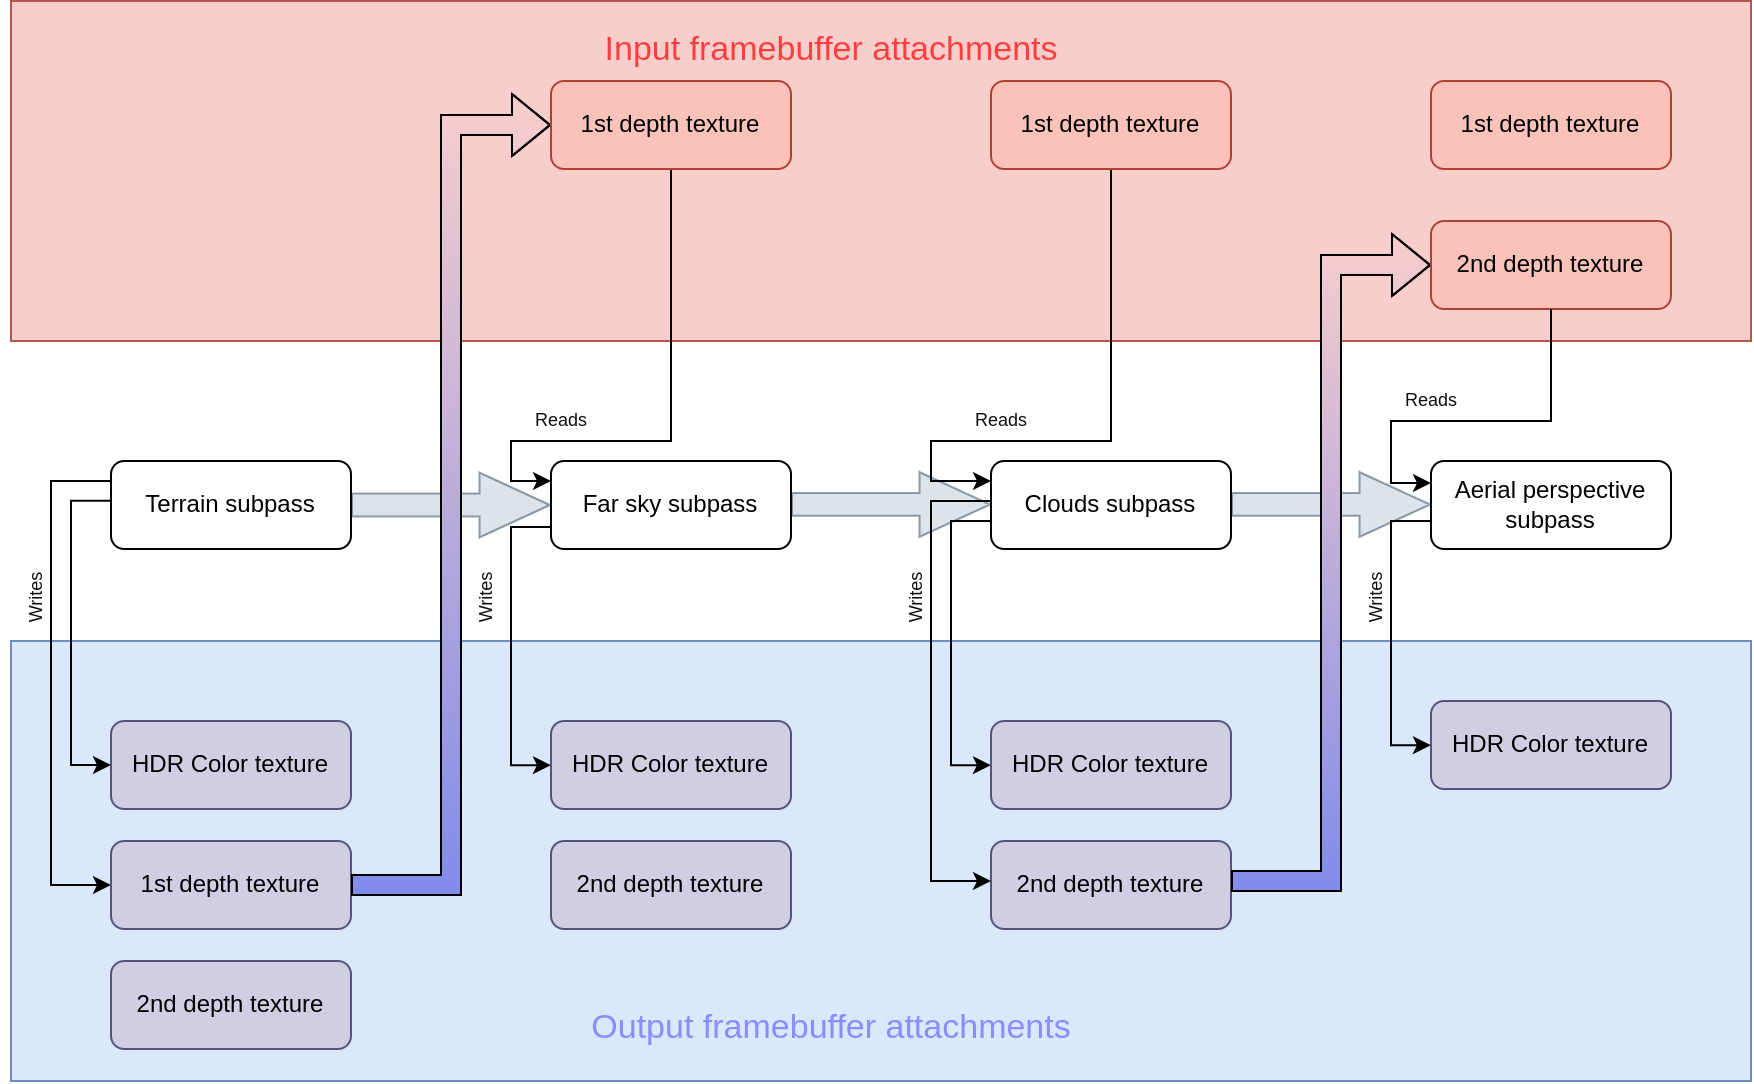 Input framebuffer attachments
1st depth texture
1st depth texture
1st depth texture
2nd depth texture
Reads
Reads
Reads
Terrain subpass
Far sky subpass
Clouds subpass
Aerial perspective
subpass
Writes
Writes
Writes
Writes
HDR Color texture
HDR Color texture
HDR Color texture
HDR Color texture
1st depth texture
2nd depth texture
2nd depth texture
2nd depth texture
Output framebuffer attachments